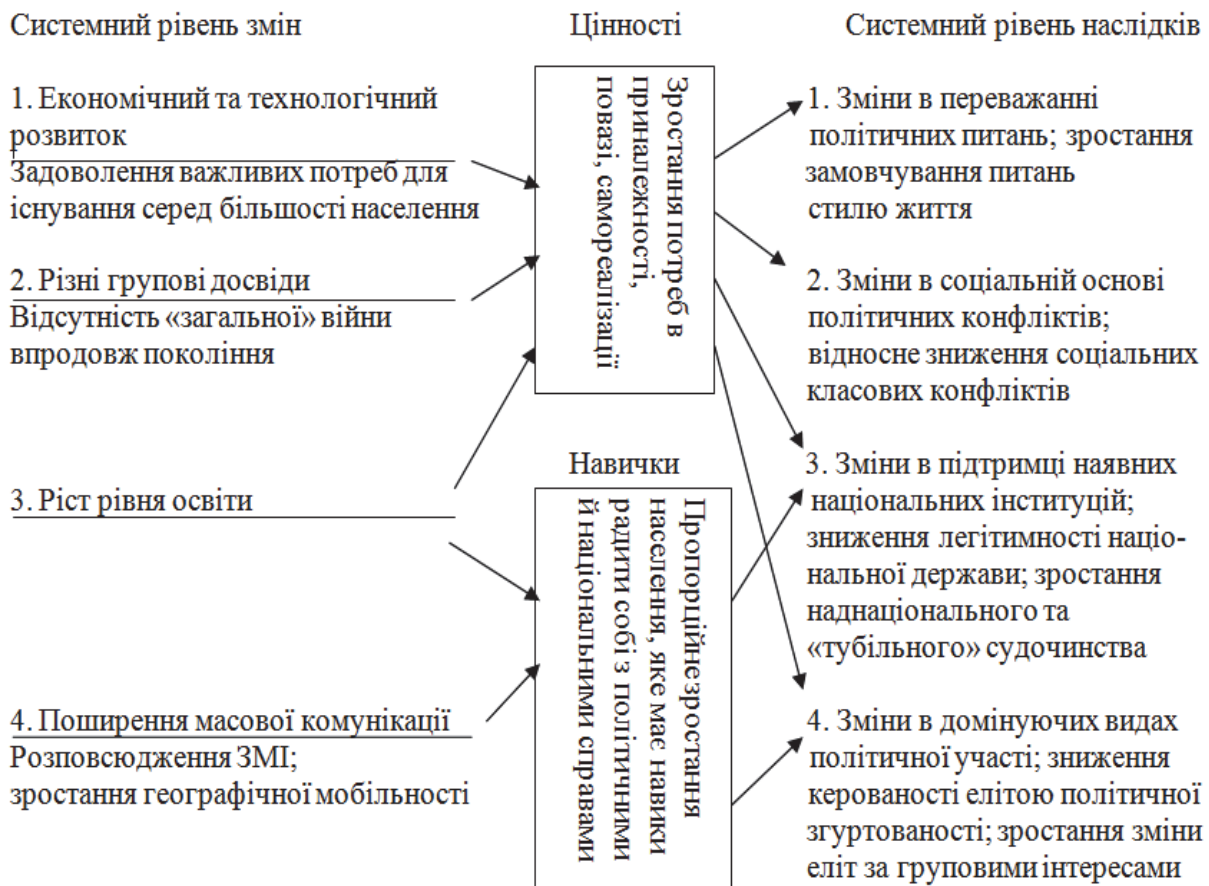 Системний рівень змін
Цінності
Системний рівень наслідків
1. Економічний та технологічний
розвиток
Задоволення важливих потреб для
існування серед більшості населення
2. Різні групові досвіди
Відсутність «загальної» війни
впродовж покоління
3. Ріст рівня освіти
4. Поширення масової комунікації
Розповсюдження ЗМІ;
зростання географічної мобільності
Зростання потреб в
приналежності,
повазі, самореалізації
Навички
Пропорційне зростання
населення, яке має навики
радити собі з політичними
й національними справами
1. Зміни в переважанні
політичних питань; зростання
замовчування питань
стилю життя
2. Зміни в соціальній основі
політичних конфліктів;
відносне зниження соціальних
класових конфліктів
3. Зміни в підтримці наявних
національних інституцій;
зниження легітимності націо-
нальної держави; зростання
наднаціонального та
«тубільного» судочинства
4. Зміни в домінуючих видах
політичної участі; зниження
керованості елітою політичної
згуртованості; зростання зміни
еліт за груповими інтересами